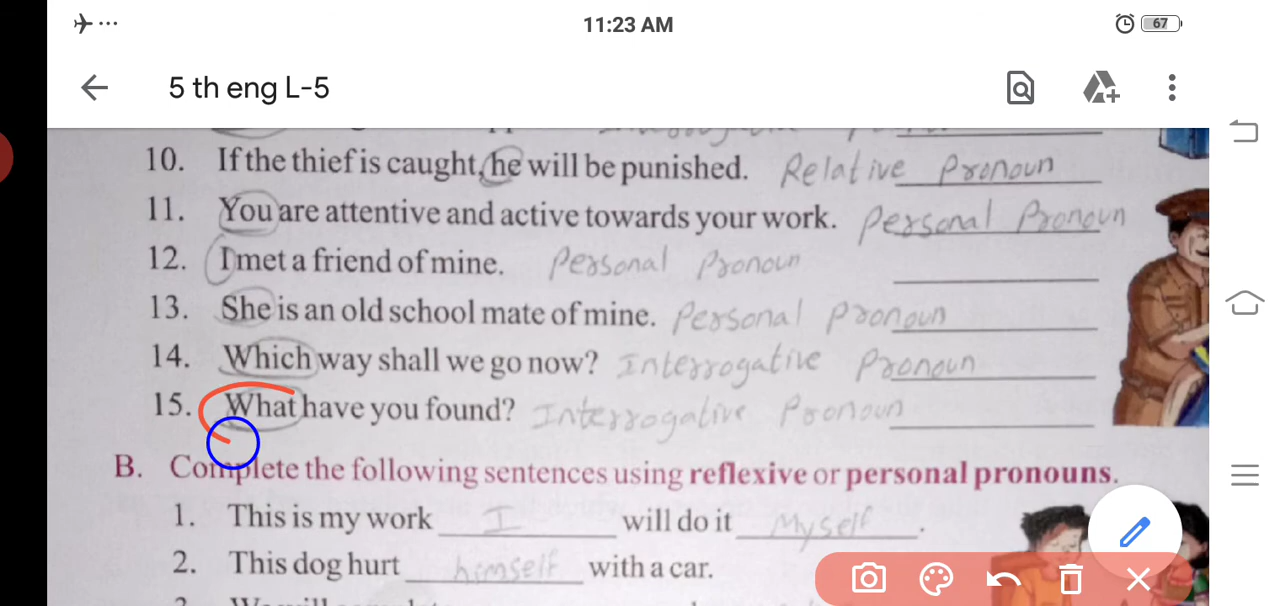 11:23 AM
67
5 th eng L-5
10. If the thief is caught, he will be punished. Relative Pronoun
11. You are attentive and active towards your work. Personal Pronoun
12. I met a friend of mine. Personal Pronoun
13. She is an old school mate of mine. Personal Pronoun
14. Which way shall we go now? Interrogative Pronoun
15. What have you found? Interrogative Pronoun
B. Complete the following sentences using reflexive or personal pronouns.
1. This is my work I will do it Myself.
2. This dog hurt himself with a car.